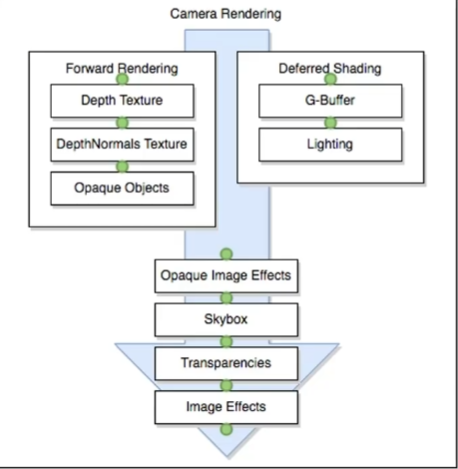 Camera Rendering
Forward Rendering
Depth Texture
DepthNormals Texture
Opaque Objects
Deferred Shading
G-Buffer
Lighting
Opaque Image Effects
Skybox
Transparencies
Image Effects